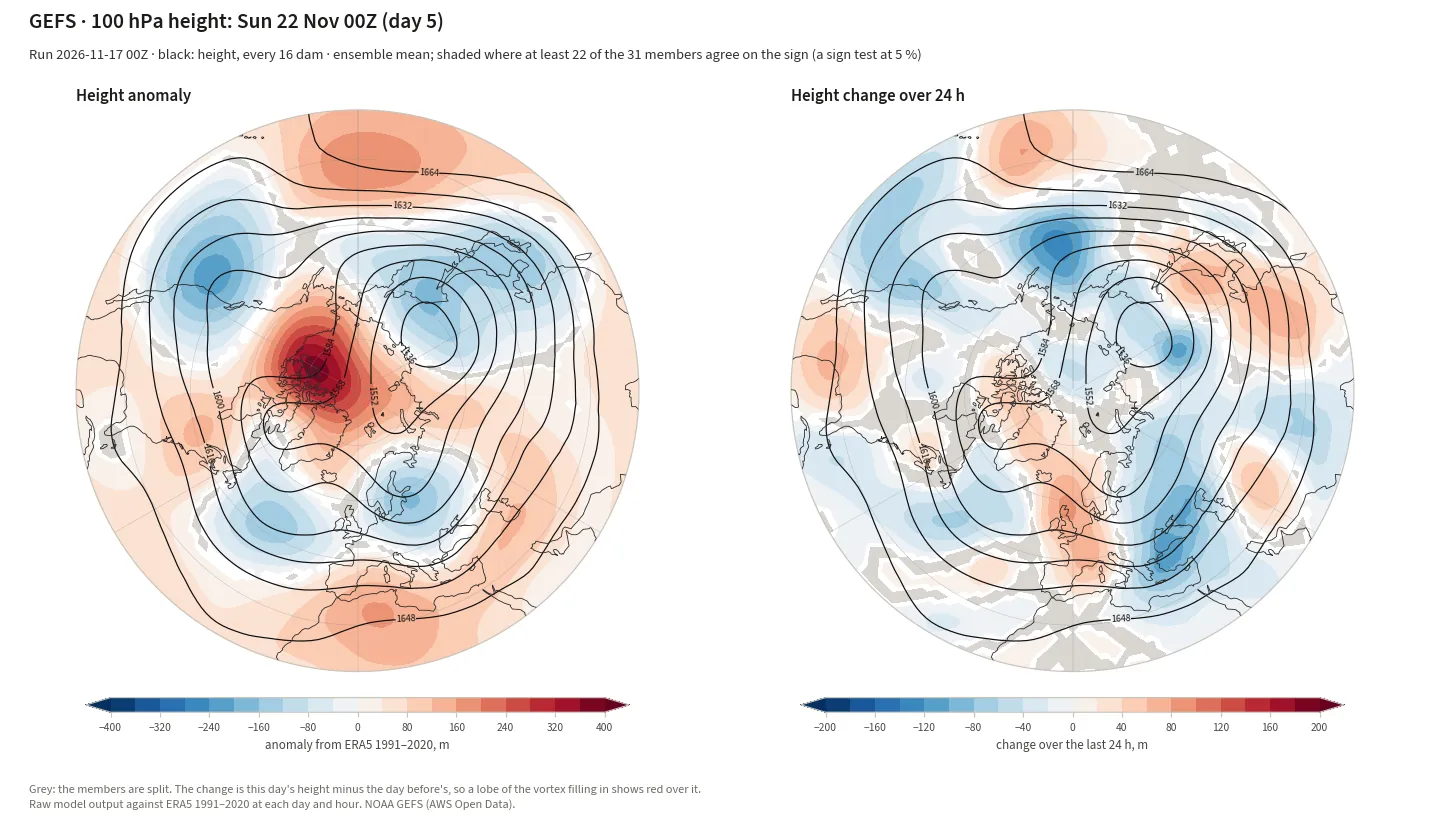 GEFS · 100 hPa height: Sun 22 Nov 00Z (day 5)
Run 2026-11-17 00Z · black: height, every 16 dam · ensemble mean; shaded where at least 22 of the 31 members agree on the sign (a sign test at 5 %)
Height anomaly
Height change over 24 h
1664
1632
1584
1536
1568
1552
1600
1616
1648
1664
1632
1584
1536
1568
1552
1600
1616
1648
−400 −320 −240 −160 −80 0 80 160 240 320 400
anomaly from ERA5 1991–2020, m
−200 −160 −120 −80 −40 0 40 80 120 160 200
change over the last 24 h, m
Grey: the members are split. The change is this day's height minus the day before's, so a lobe of the vortex filling in shows red over it.
Raw model output against ERA5 1991–2020 at each day and hour. NOAA GEFS (AWS Open Data).